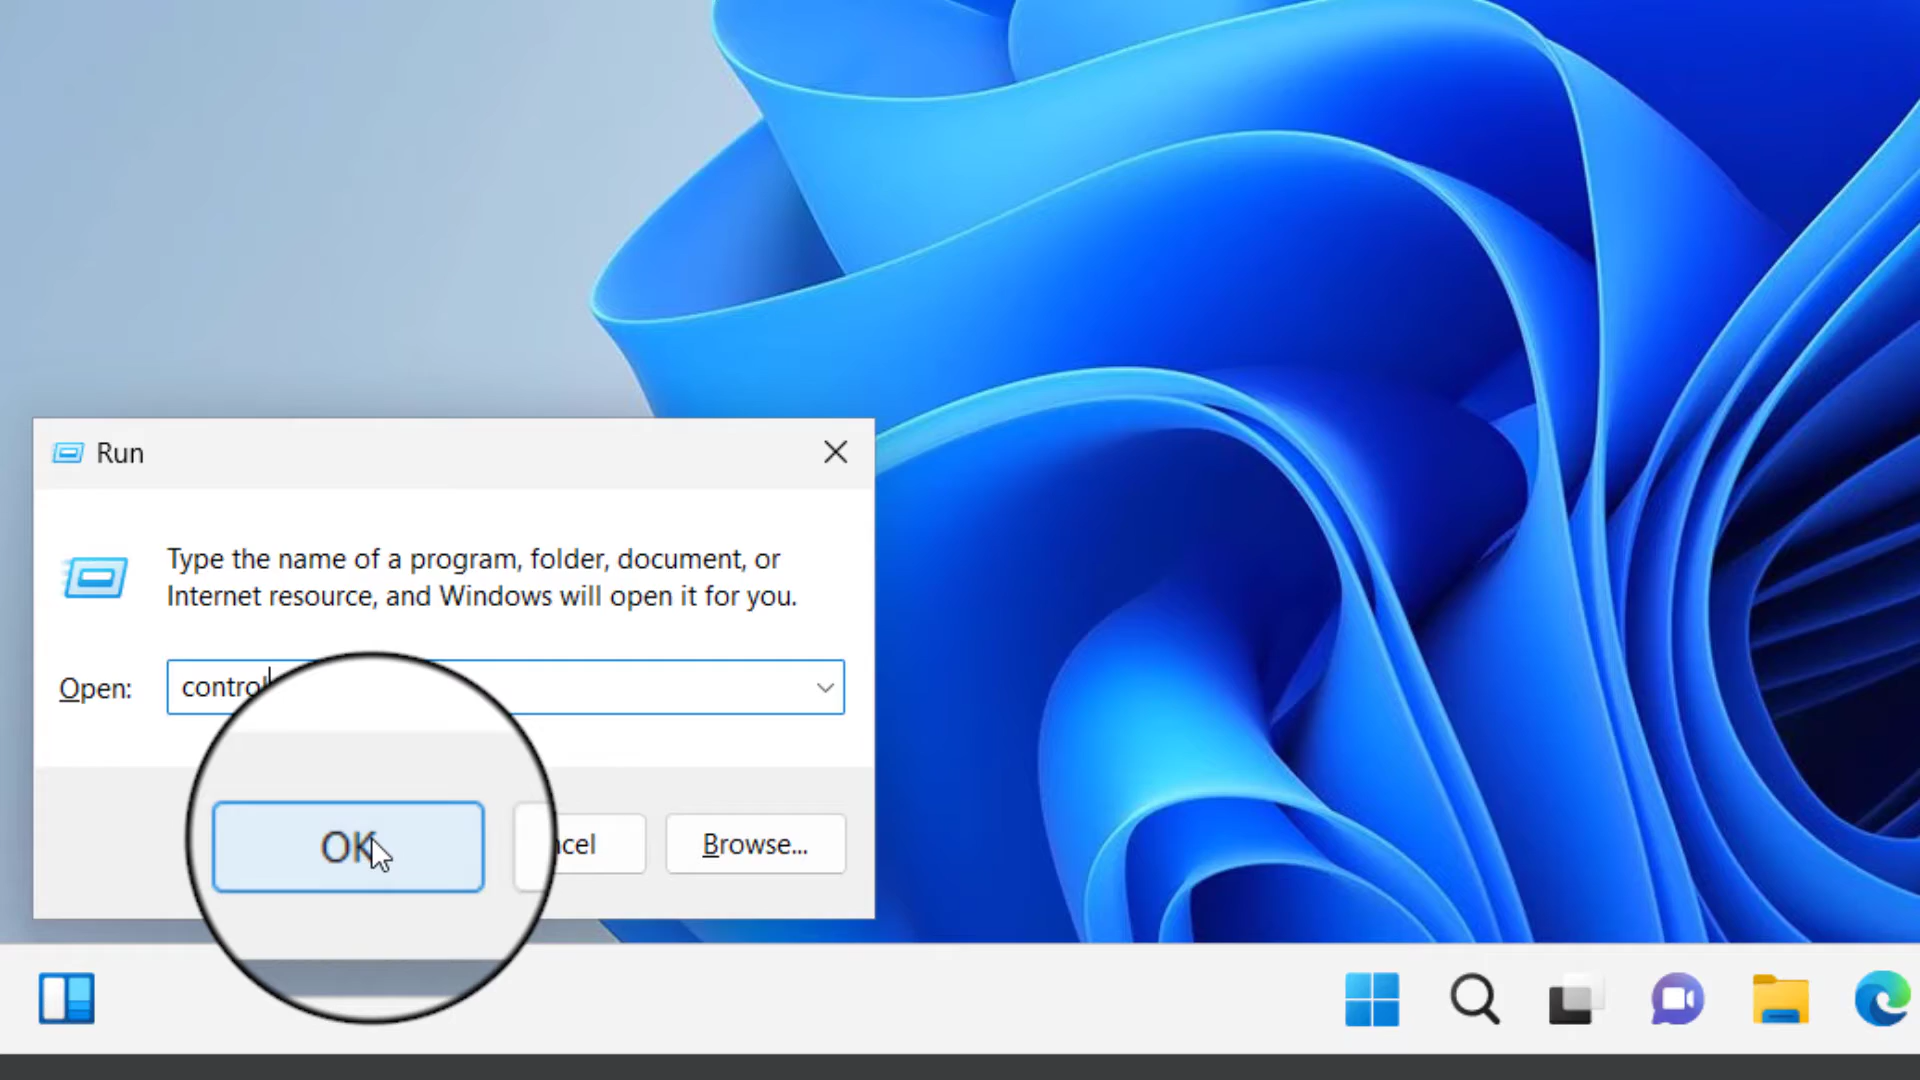 Run
Type the name of a program, folder, document, or
Internet resource, and Windows will open it for you.
Open:
control
OK
Browse...